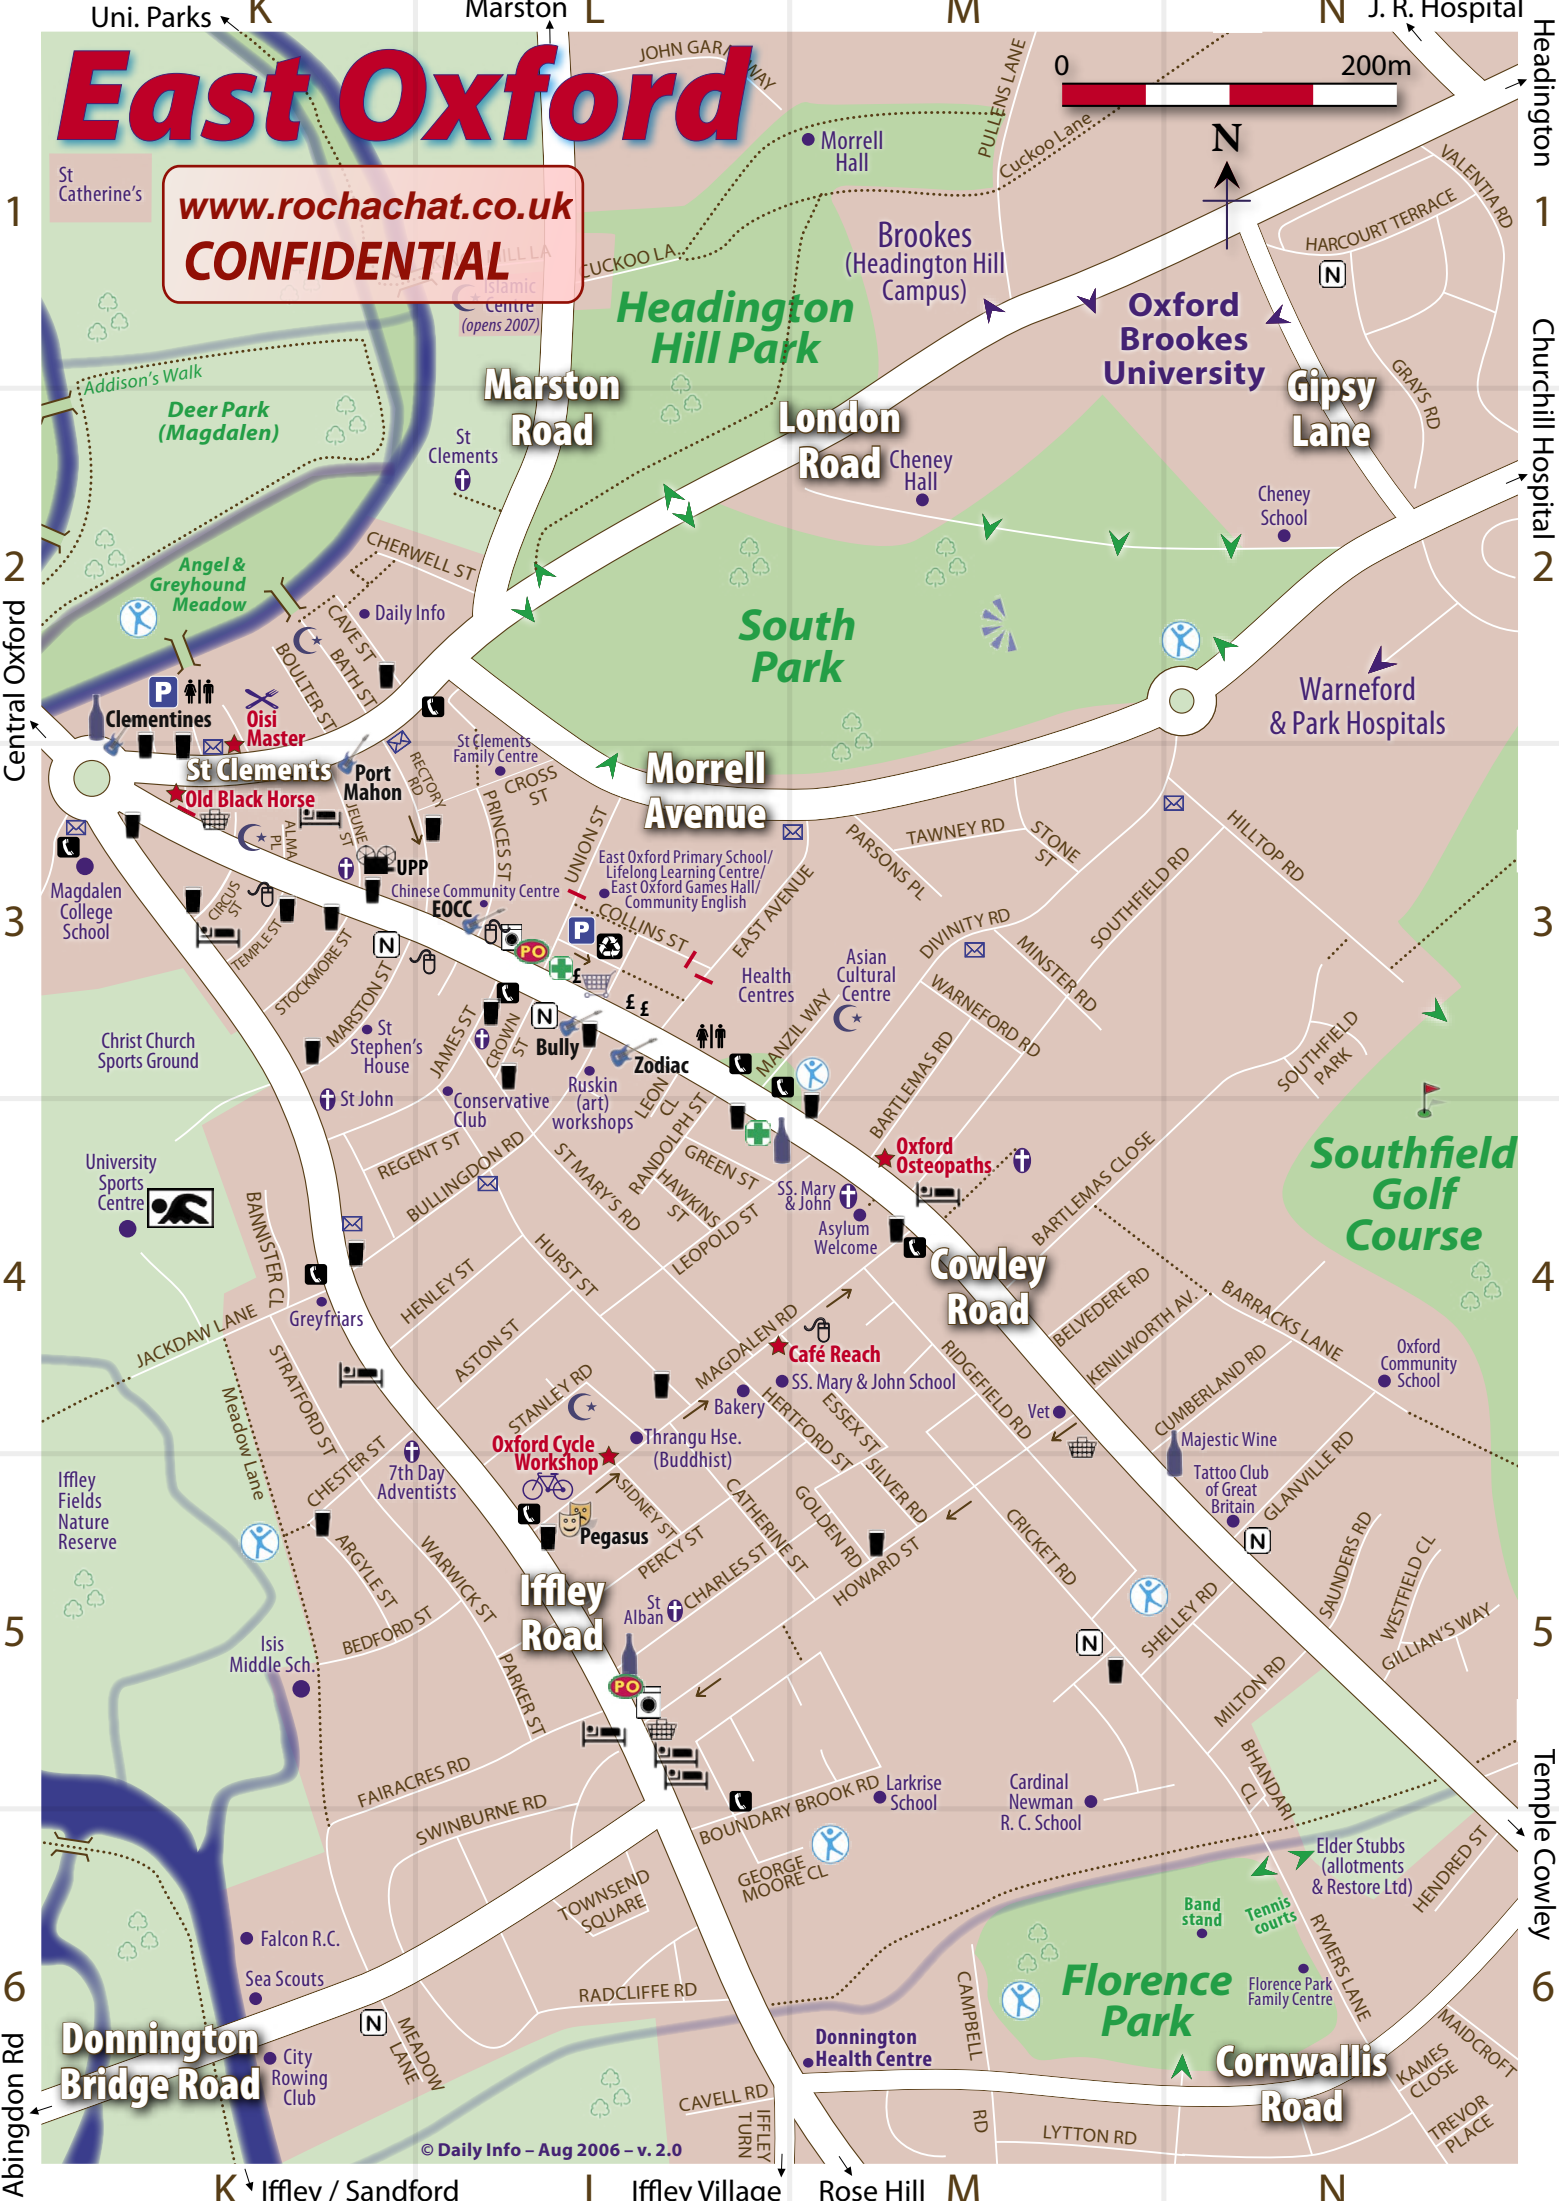 K
Marston
L
M
N
J. R. Hospital
Uni. Parks
East Oxford
www.rochachat.co.uk
CONFIDENTIAL
0
200m
N
Headington
JOHN GAR
WAY
PULLENS LANE
Cuckoo Lane
Morrell
Hall
St
Catherine's
VALENTIA RD
HARCOURT TERRACE
N
1
1
MILL LA
CUCKOO LA.
Islamic
Centre
(opens 2007)
Brookes
(Headington Hill
Campus)
Headington
Hill Park
Oxford
Brookes
University
Churchill Hospital
GRAYS RD
Gipsy
Lane
Addison's Walk
Deer Park
(Magdalen)
Marston
Road
London
Road
St
Clements
Cheney
Hall
Cheney
School
2
2
CHERWELL ST
Angel &
Greyhound
Meadow
Daily Info
CAVE ST
BATH ST
BOULTER ST
South
Park
Warneford
& Park Hospitals
Central Oxford
P
Clementines
Oisi
Master
St Clements
Port
Mahon
Old Black Horse
St Clements
Family Centre
CROSS
ST
RECTORY
RD
PRINCES ST
JEUNE
ST
ALMA
PL
UNION ST
Morrell
Avenue
TAWNEY RD
STONE
ST
PARSONS PL
HILLTOP RD
SOUTHFIELD RD
Magdalen
College
School
UPP
Chinese Community Centre
EOCC
East Oxford Primary School/
Lifelong Learning Centre/
East Oxford Games Hall/
Community English
COLLINS ST
EAST AVENUE
3
3
CIRCUS
ST
TEMPLE ST
STOCKMORE ST
MARSTON ST
N
PO
P
£
£
£
DIVINITY RD
MINSTER RD
WARNEFORD RD
Health
Centres
Asian
Cultural
Centre
MANZIL WAY
Christ Church
Sports Ground
St
Stephen's
House
JAMES ST
CROWN
ST
N
Bully
Zodiac
BARTLEMAS RD
SOUTHFIELD
PARK
St John
Conservative
Club
Ruskin
(art)
workshops
LEON
CL
RANDOLPH ST
Oxford
Osteopaths
REGENT ST
BULLINGDON RD
ST MARY'S RD
GREEN ST
HAWKINS
ST
LEOPOLD ST
SS. Mary
& John
Asylum
Welcome
BARTLEMAS CLOSE
Southfield
Golf
Course
University
Sports
Centre
BANNISTER CL
Cowley
Road
4
4
Greyfriars
JACKDAW LANE
HENLEY ST
HURST ST
ASTON ST
MAGDALEN RD
Café Reach
SS. Mary & John School
BELVEDERE RD
KENILWORTH AV.
BARRACKS LANE
RIDGEFIELD RD
CUMBERLAND RD
Oxford
Community
School
Meadow Lane
STRATFORD ST
STANLEY RD
Bakery
HERTFORD ST
ESSEX ST
Vet
Thrangu Hse.
(Buddhist)
Majestic Wine
Oxford Cycle
Workshop
CHESTER ST
7th Day
Adventists
Iffley
Fields
Nature
Reserve
Tattoo Club
of Great
Britain
GLANVILLE RD
SILVER RD
CATHERINE ST
GOLDEN RD
SIDNEY ST
Pegasus
PERCY ST
CHARLES ST
HOWARD ST
CRICKET RD
N
ARGYLE ST
WARWICK ST
Iffley
Road
St
Alban
SAUNDERS RD
WESTFIELD CL
GILLIAN'S WAY
SHELLEY RD
N
5
5
BEDFORD ST
Isis
Middle Sch.
PARKER ST
PO
MILTON RD
BHANDARI
CL
Temple Cowley
FAIRACRES RD
SWINBURNE RD
BOUNDARY BROOK RD
Larkrise
School
Cardinal
Newman
R. C. School
GEORGE
MOORE CL
Elder Stubbs
(allotments
& Restore Ltd)
HENDRED ST
TOWNSEND
SQUARE
Band
stand
Tennis
courts
RYMERS LANE
Falcon R.C.
Sea Scouts
RADCLIFFE RD
CAMPBELL
RD
Florence
Park
Florence Park
Family Centre
6
6
Donnington
Bridge Road
N
MEADOW
LANE
City
Rowing
Club
Donnington
Health Centre
Cornwallis
Road
MAIDCROFT
KAMES
CLOSE
TREVOR
PLACE
Abingdon Rd
CAVELL RD
IFFLEY
TURN
LYTTON RD
© Daily Info – Aug 2006 – v. 2.0
K
Iffley / Sandford
Iffley Village
Rose Hill
M
N